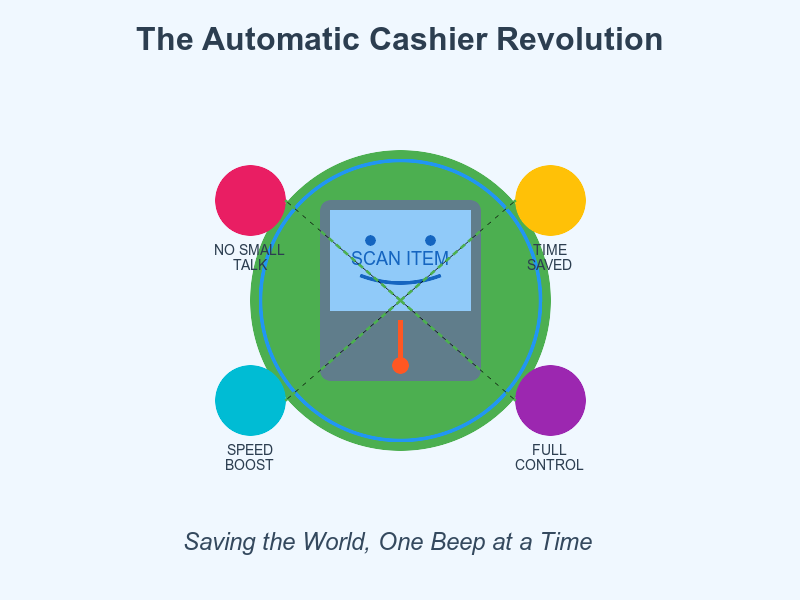 The Automatic Cashier Revolution
NO SMALL
TALK
TIME
SAVED
SCAN ITEM
SPEED
BOOST
FULL
CONTROL
Saving the World, One Beep at a Time